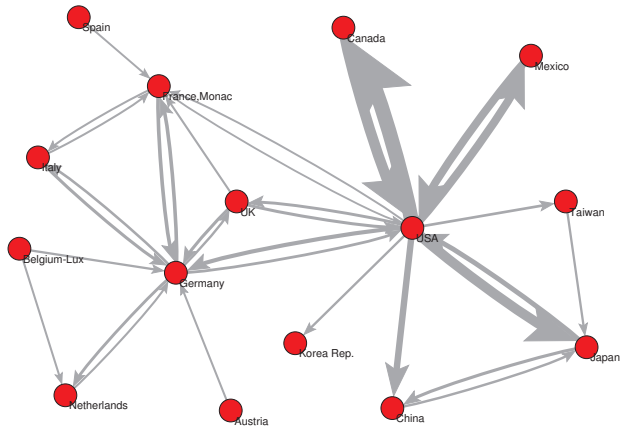 Spain
Canada
Mexico
France,Monac
Italy
UK
Taiwan
USA
Belgium-Lux
Germany
Korea Rep.
Japan
Netherlands
Austria
China